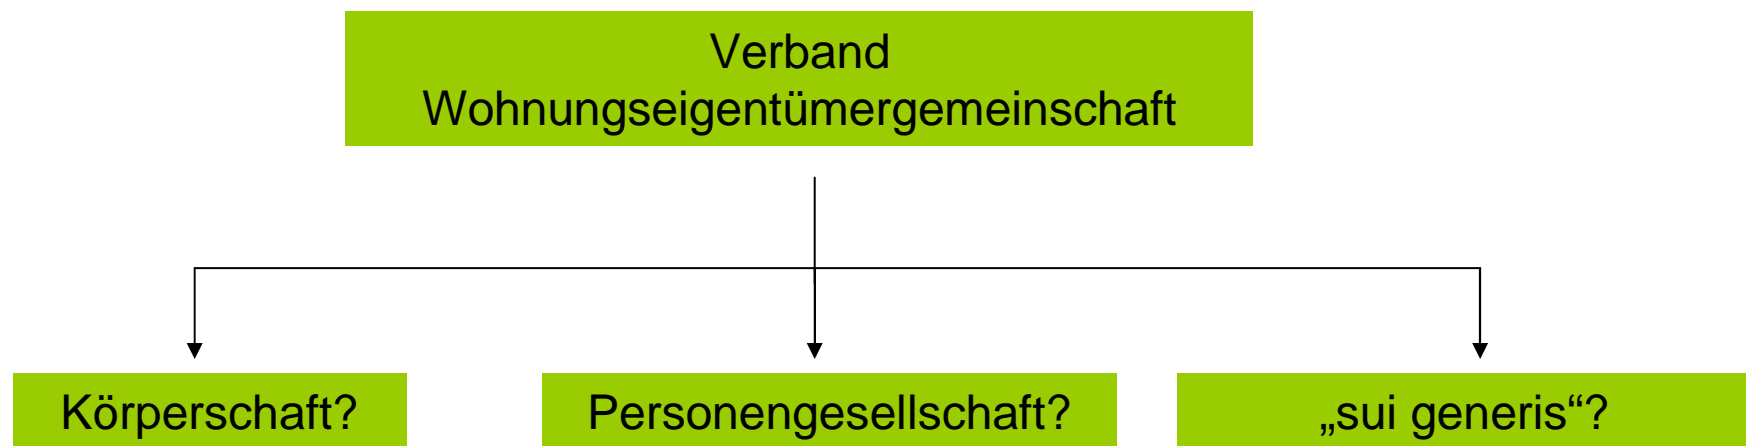 Verband
Wohnungseigentümergemeinschaft
Körperschaft?
Personengesellschaft?
„sui generis“?